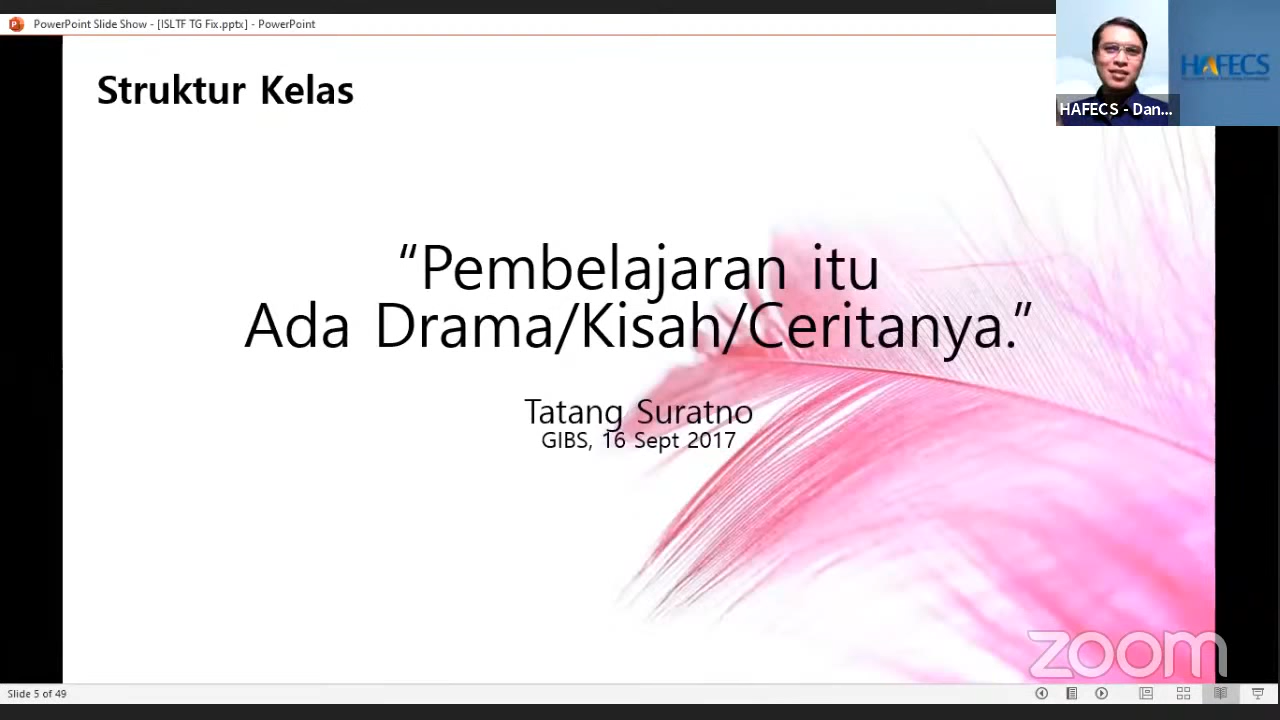 PowerPoint Slide Show - [ISLTF TG Fix.pptx] - PowerPoint
HAFECS
HAFECS - Dan...
Struktur Kelas
“Pembelajaran itu
Ada Drama/Kisah/Ceritanya.”
Tatang Suratno
GIBS, 16 Sept 2017
zoom
Slide 5 of 49